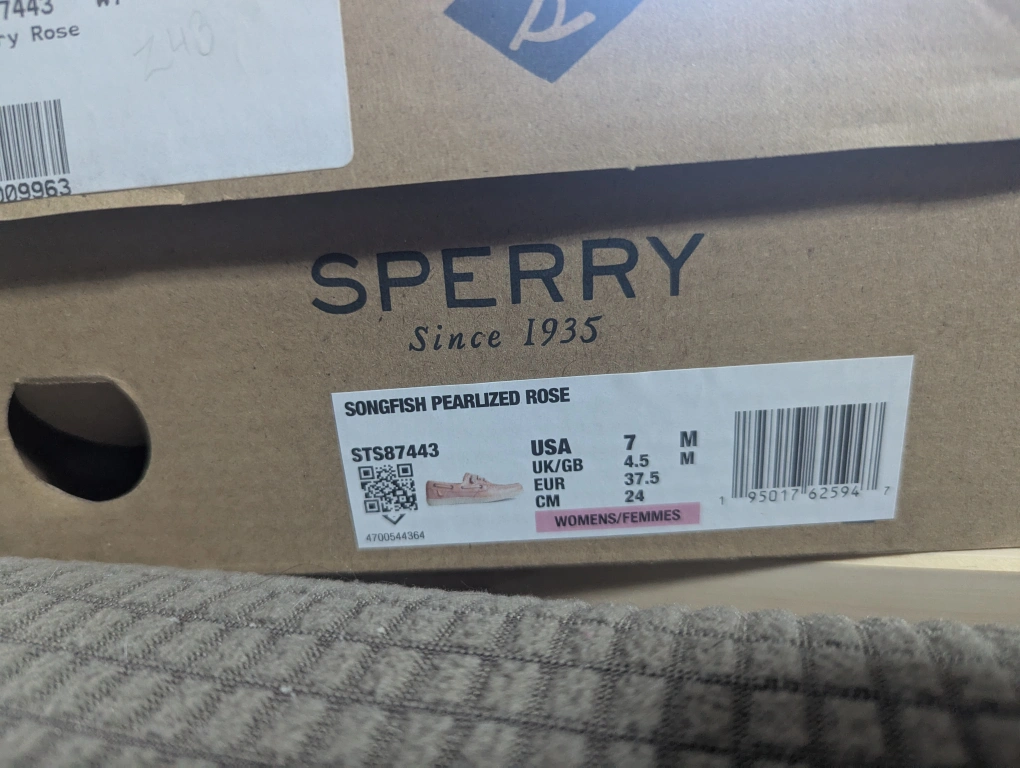 7443
ry Rose
009963
SPERRY
Since 1935
SONGFISH PEARLIZED ROSE
STS87443
USA 7 M
UK/GB 4.5 M
EUR 37.5
CM 24
WOMENS/FEMMES
4700544364
1 95017 62594 7